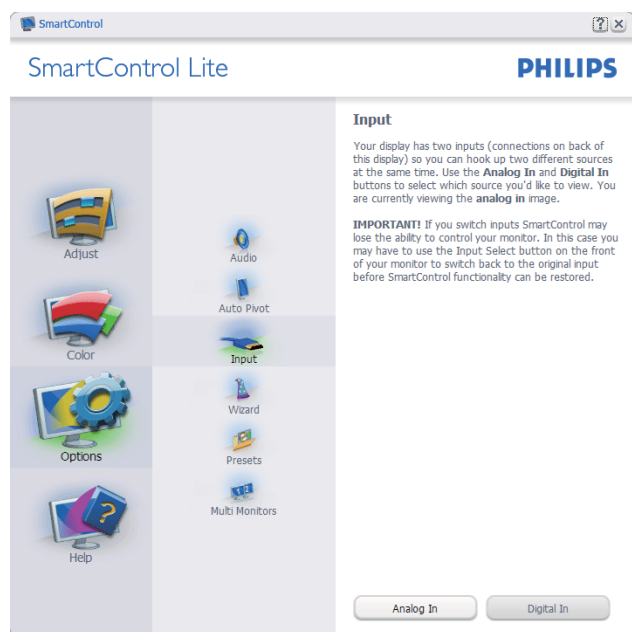 SmartControl
SmartControl Lite
PHILIPS
Adjust
Color
Options
Help
Audio
Auto Pivot
Input
Wizard
Presets
Multi Monitors
Input
Your display has two inputs (connections on back of
this display) so you can hook up two different sources
at the same time. Use the Analog In and Digital In
buttons to select which source you'd like to view. You
are currently viewing the analog in image.
IMPORTANT! If you switch inputs SmartControl may
lose the ability to control your monitor. In this case you
may have to use the Input Select button on the front
of your monitor to switch back to the original input
before SmartControl functionality can be restored.
Analog In
Digital In